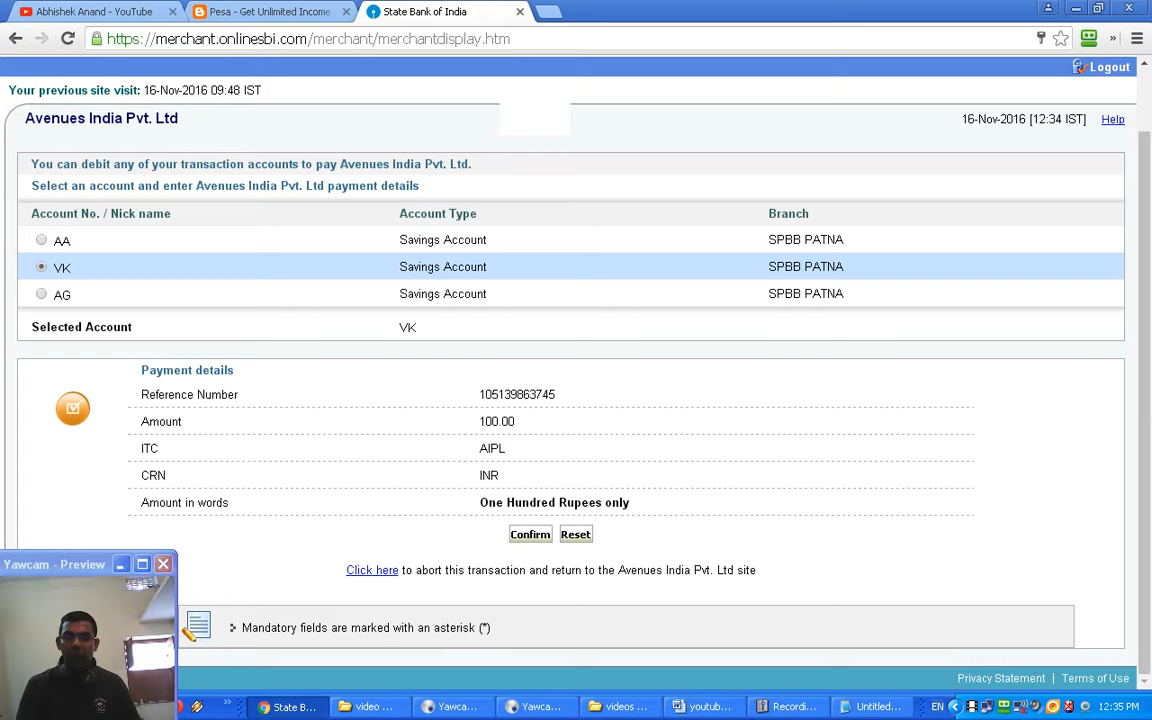 Abhishek Anand - YouTube
Pesa - Get Unlimited Income
State Bank of India
https://merchant.onlinesbi.com/merchant/merchantdisplay.htm
Logout
Your previous site visit: 16-Nov-2016 09:48 IST
Avenues India Pvt. Ltd
16-Nov-2016 [12:34 IST] Help
You can debit any of your transaction accounts to pay Avenues India Pvt. Ltd.
Select an account and enter Avenues India Pvt. Ltd payment details
Account No. / Nick name Account Type Branch
AA Savings Account SPBB PATNA
VK Savings Account SPBB PATNA
AG Savings Account SPBB PATNA
Selected Account VK
Payment details
Reference Number 105139863745
Amount 100.00
ITC AIPL
CRN INR
Amount in words One Hundred Rupees only
Confirm Reset
Yawcam - Preview
Click here to abort this transaction and return to the Avenues India Pvt. Ltd site
Mandatory fields are marked with an asterisk (*)
Privacy Statement | Terms of Use
State B... video ... Yawca... Yawca... videos ... youtub... Recordi... Untitled... EN 12:35 PM